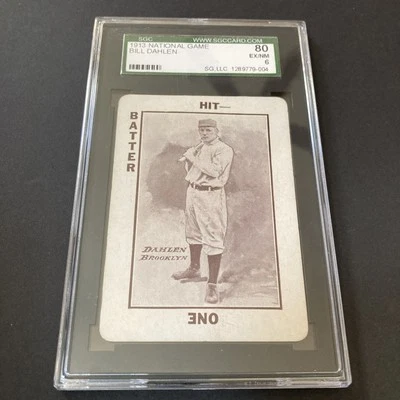 SGC
WWW.SGCCARD.COM
1913 NATIONAL GAME
BILL DAHLEN
80
EX/NM
6
SG, LLC 1289779-004
HIT—
BATTER
DAHLEN
BROOKLYN
ONE